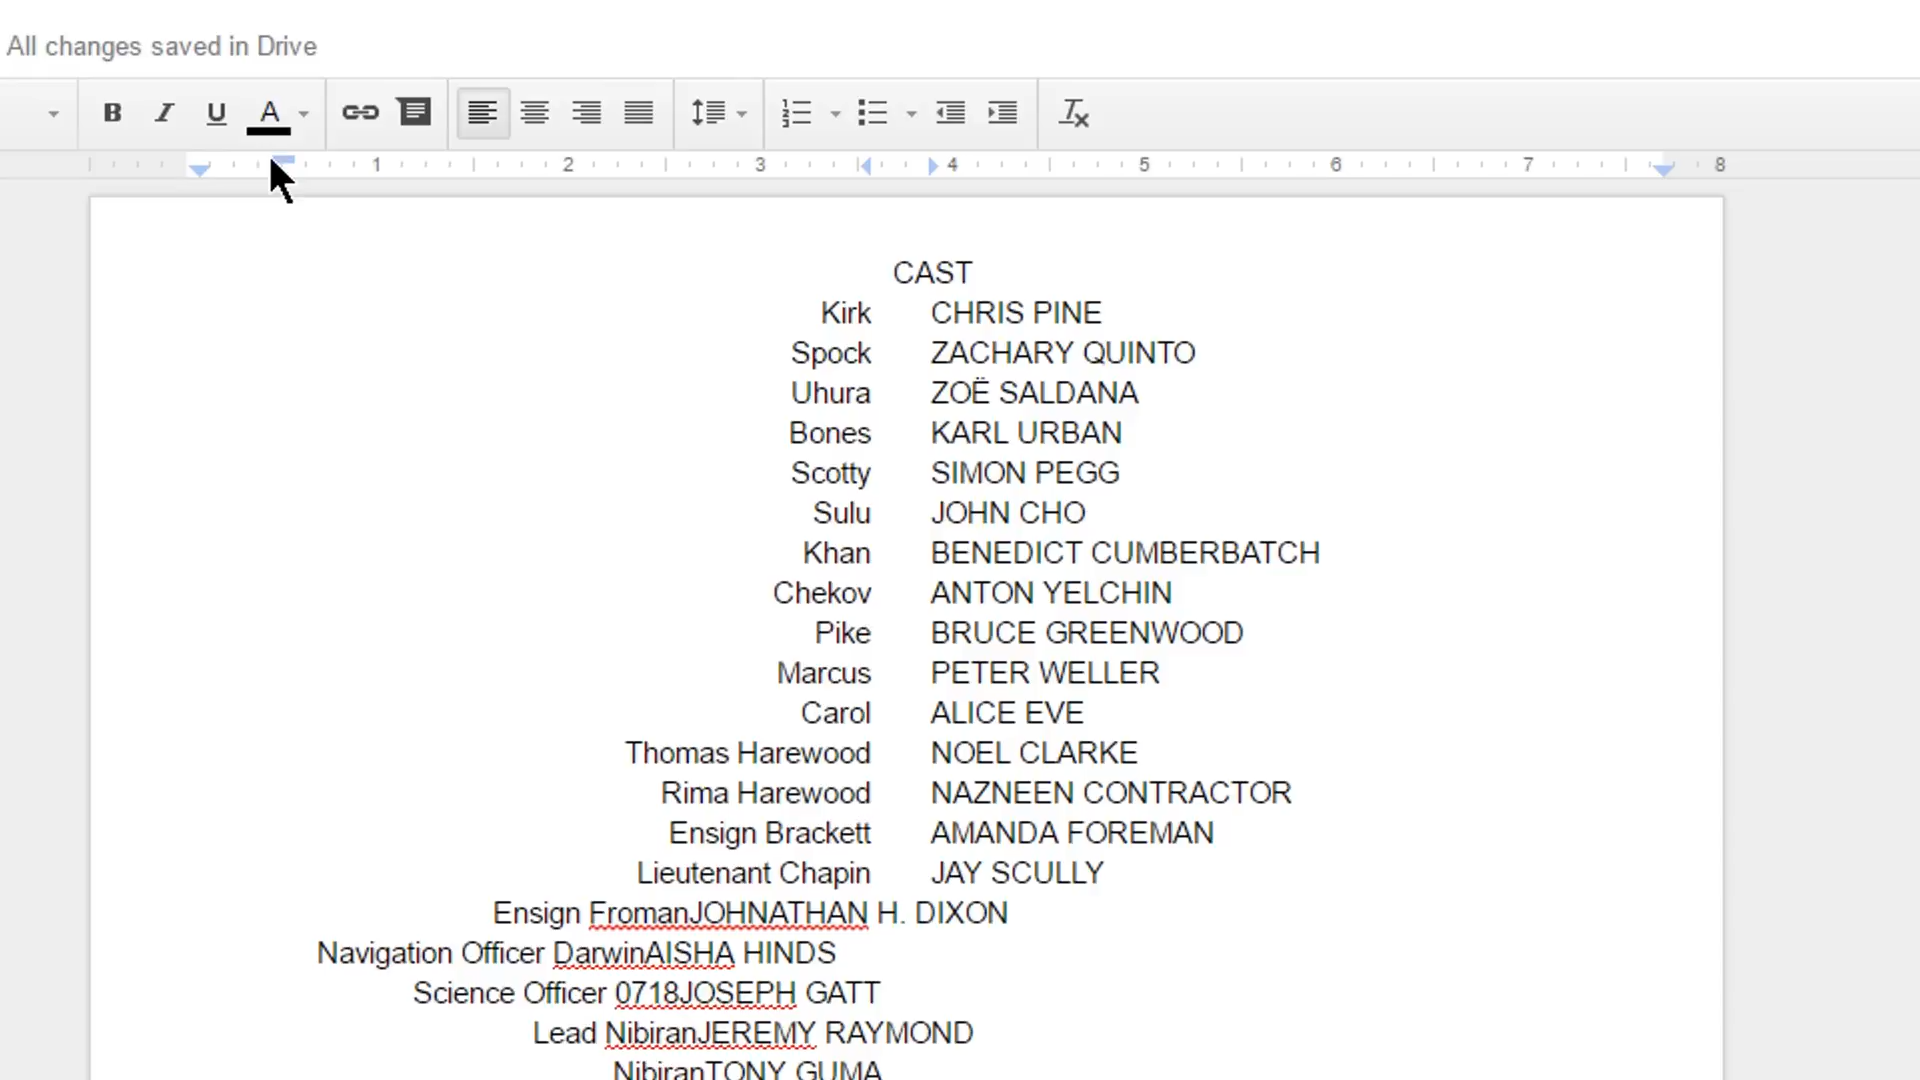 All changes saved in Drive
B I U A
1 2 3 4 5 6 7 8
CAST
Kirk CHRIS PINE
Spock ZACHARY QUINTO
Uhura ZOË SALDANA
Bones KARL URBAN
Scotty SIMON PEGG
Sulu JOHN CHO
Khan BENEDICT CUMBERBATCH
Chekov ANTON YELCHIN
Pike BRUCE GREENWOOD
Marcus PETER WELLER
Carol ALICE EVE
Thomas Harewood NOEL CLARKE
Rima Harewood NAZNEEN CONTRACTOR
Ensign Brackett AMANDA FOREMAN
Lieutenant Chapin JAY SCULLY
Ensign FromanJOHNATHAN H. DIXON
Navigation Officer DarwinAISHA HINDS
Science Officer 0718JOSEPH GATT
Lead NibiranJEREMY RAYMOND
NibiranTONY GUMA